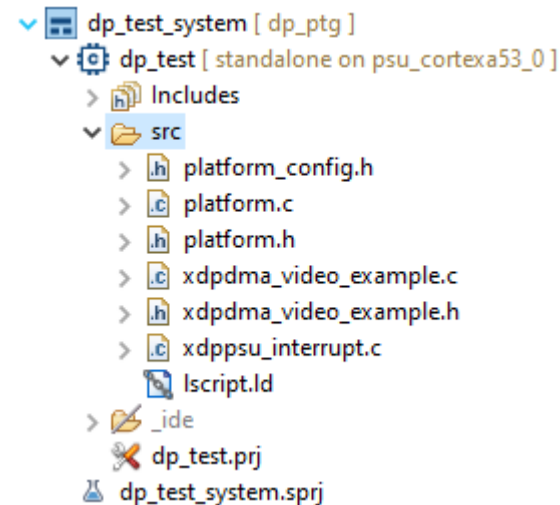 dp_test_system [ dp_ptg ]
dp_test [ standalone on psu_cortexa53_0 ]
Includes
src
.h platform_config.h
.c platform.c
.h platform.h
.c xdpdma_video_example.c
.h xdpdma_video_example.h
.c xdppsu_interrupt.c
lscript.ld
_ide
dp_test.prj
dp_test_system.sprj